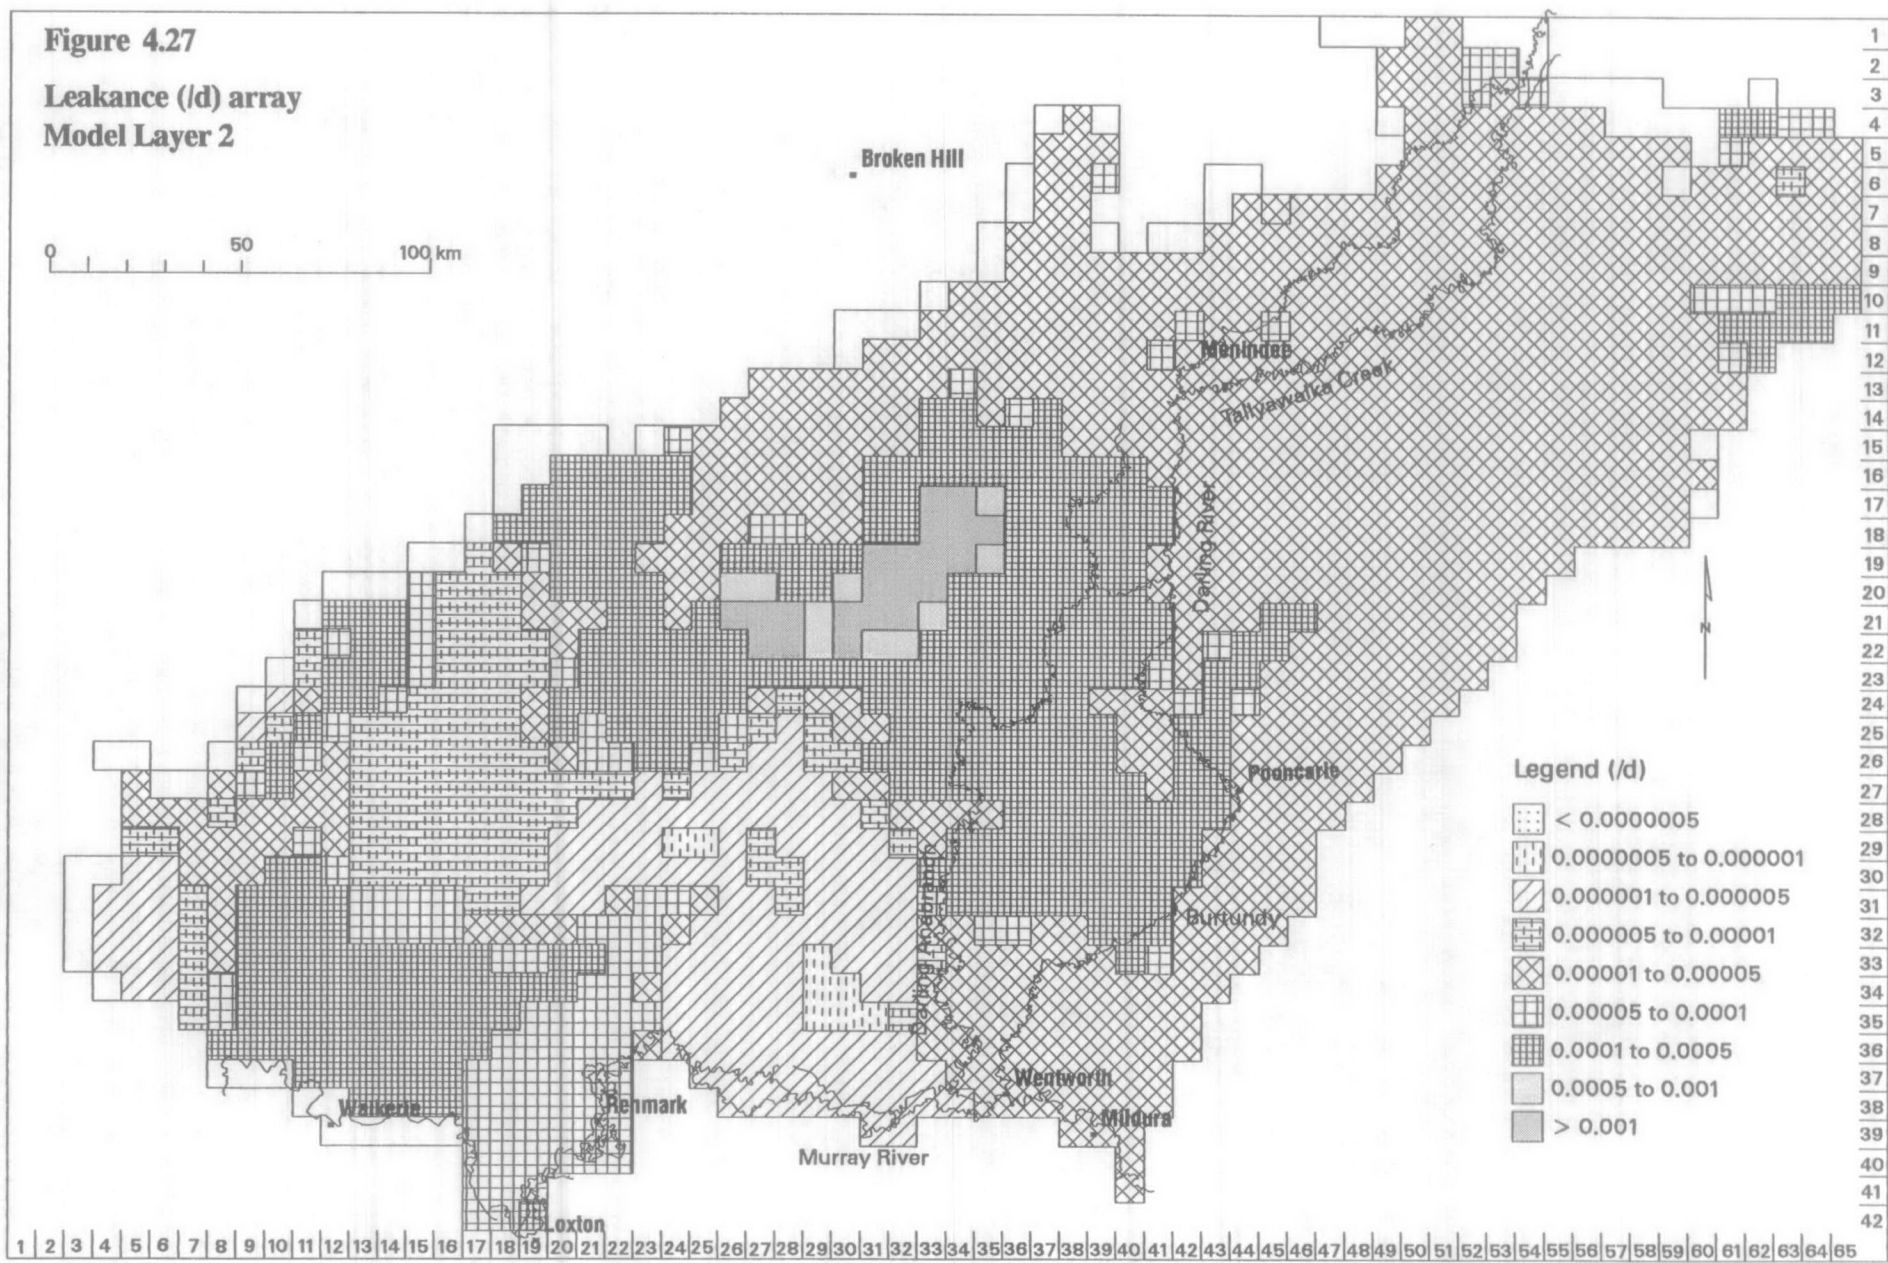 Figure 4.27
Leakance (/d) array
Model Layer 2
Broken Hill
0 50 100 km
Menindee
Tallyawalka Creek
Darling River
Pooncarie
Burtundy
Darling Anabranch
Wentworth
Mildura
Renmark
Waikerie
Murray River
Loxton
N
Legend (/d)
< 0.0000005
0.0000005 to 0.000001
0.000001 to 0.000005
0.000005 to 0.00001
0.00001 to 0.00005
0.00005 to 0.0001
0.0001 to 0.0005
0.0005 to 0.001
> 0.001
1
2
3
4
5
6
7
8
9
10
11
12
13
14
15
16
17
18
19
20
21
22
23
24
25
26
27
28
29
30
31
32
33
34
35
36
37
38
39
40
41
42
1 2 3 4 5 6 7 8 9 10 11 12 13 14 15 16 17 18 19 20 21 22 23 24 25 26 27 28 29 30 31 32 33 34 35 36 37 38 39 40 41 42 43 44 45 46 47 48 49 50 51 52 53 54 55 56 57 58 59 60 61 62 63 64 65